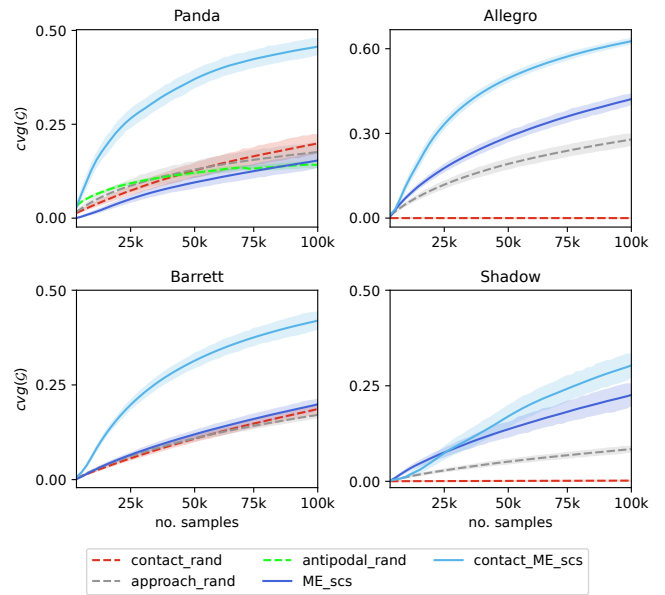 Panda
Allegro
cvg(𝒢)
0.50
0.25
0.00
25k 50k 75k 100k
0.60
0.30
0.00
25k 50k 75k 100k
Barrett
Shadow
cvg(𝒢)
0.50
0.25
0.00
25k 50k 75k 100k
no. samples
0.50
0.25
0.00
25k 50k 75k 100k
no. samples
contact_rand antipodal_rand contact_ME_scs
approach_rand ME_scs